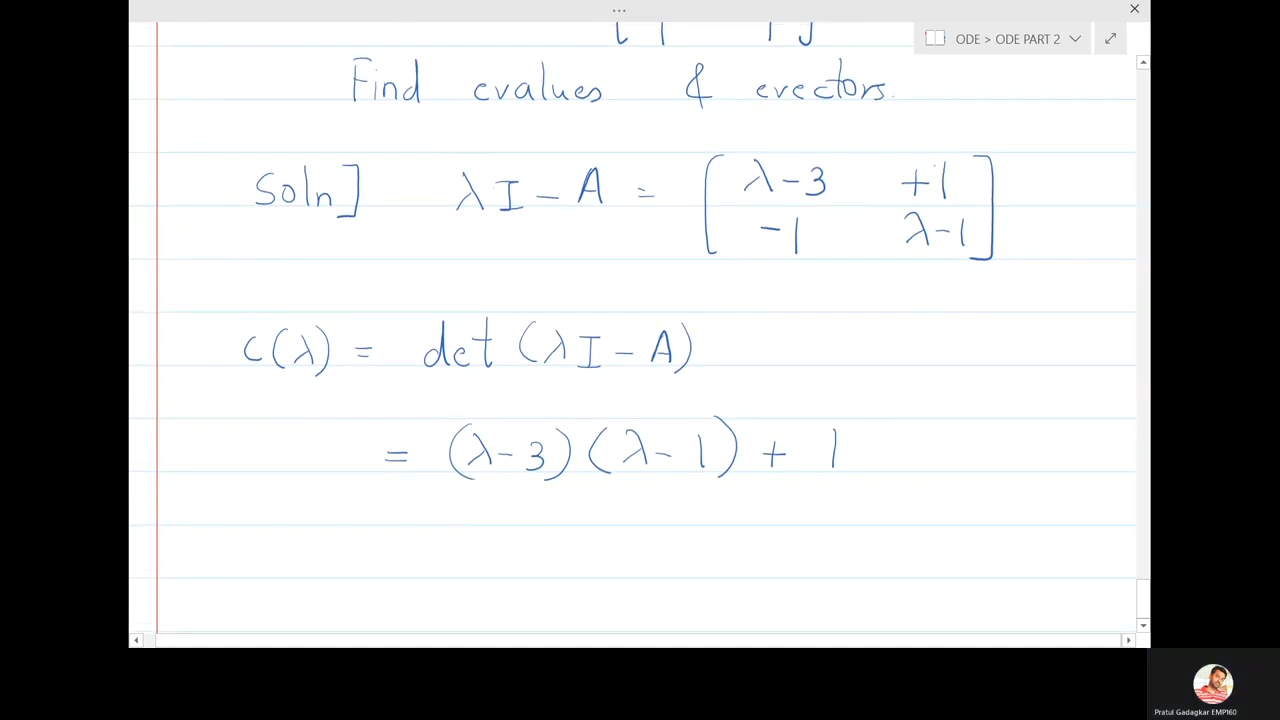 ODE > ODE PART 2
Find evalues & evectors.
Soln] λI - A = [ λ-3 +1
-1 λ-1 ]
c(λ) = det (λI - A)
= (λ-3)(λ-1) + 1
Pratul Gadagkar EMP160